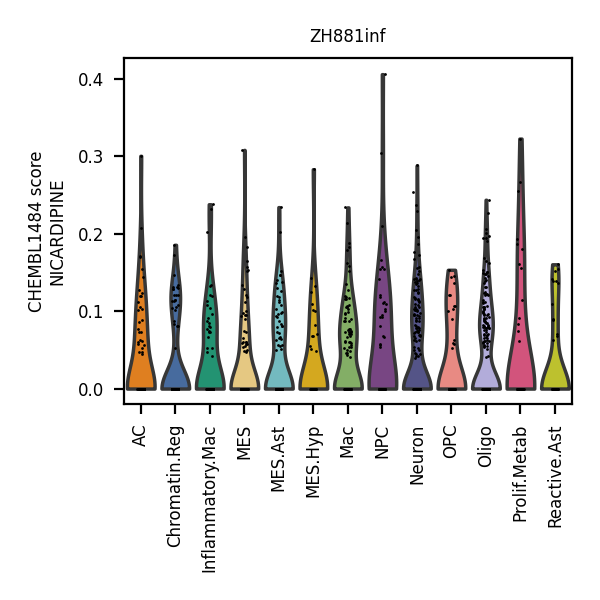 ZH881inf
CHEMBL1484 score
NICARDIPINE
0.4
0.3
0.2
0.1
0.0
AC
Chromatin.Reg
Inflammatory.Mac
MES
MES.Ast
MES.Hyp
Mac
NPC
Neuron
OPC
Oligo
Prolif.Metab
Reactive.Ast